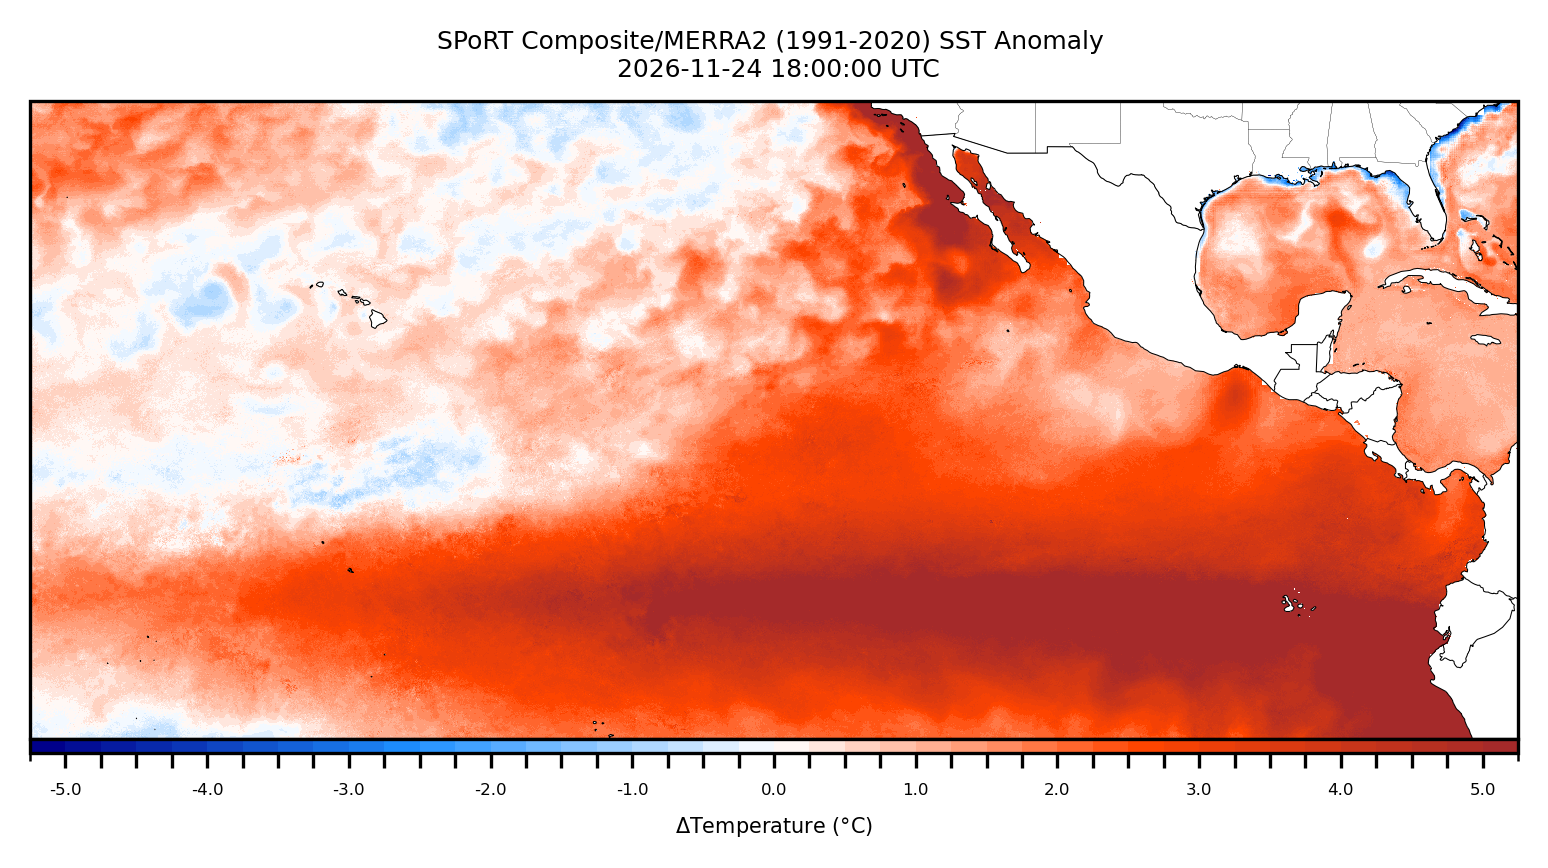 SPoRT Composite/MERRA2 (1991-2020) SST Anomaly
2026-11-24 18:00:00 UTC
-5.0 -4.0 -3.0 -2.0 -1.0 0.0 1.0 2.0 3.0 4.0 5.0
ΔTemperature (°C)